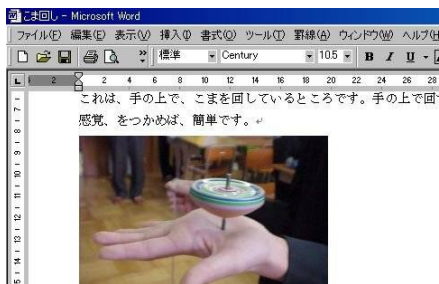 こま回し - Microsoft Word
ファイル(F) 編集(E) 表示(V) 挿入(I) 書式(O) ツール(T) 罫線(A) ウィンドウ(W) ヘルプ(H
標準 Century 10.5 B I U
L 2 2 4 6 8 10 12 14 16 18 20 22 24 26 28
これは、手の上で、こまを回しているところです。手の上で回す
感覚、をつかめば、簡単です。